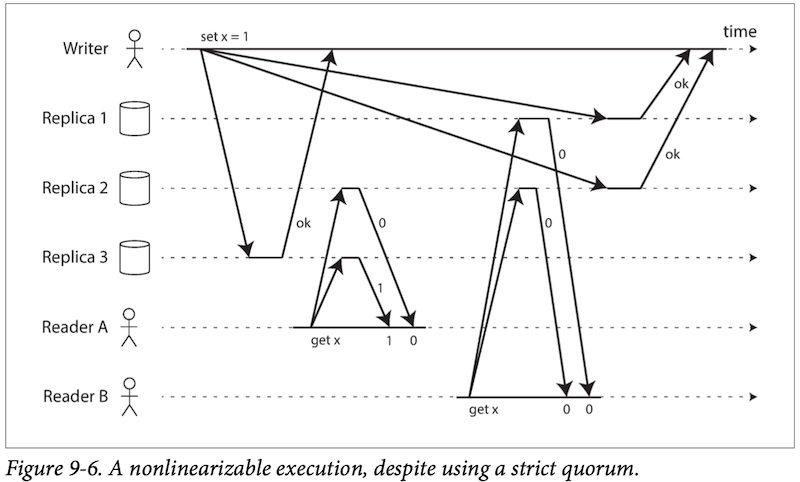 time
set x = 1
Writer
ok
Replica 1
0
ok
Replica 2
0
0
ok
Replica 3
1
Reader A
get x 1 0
Reader B
get x 0 0
Figure 9-6. A nonlinearizable execution, despite using a strict quorum.